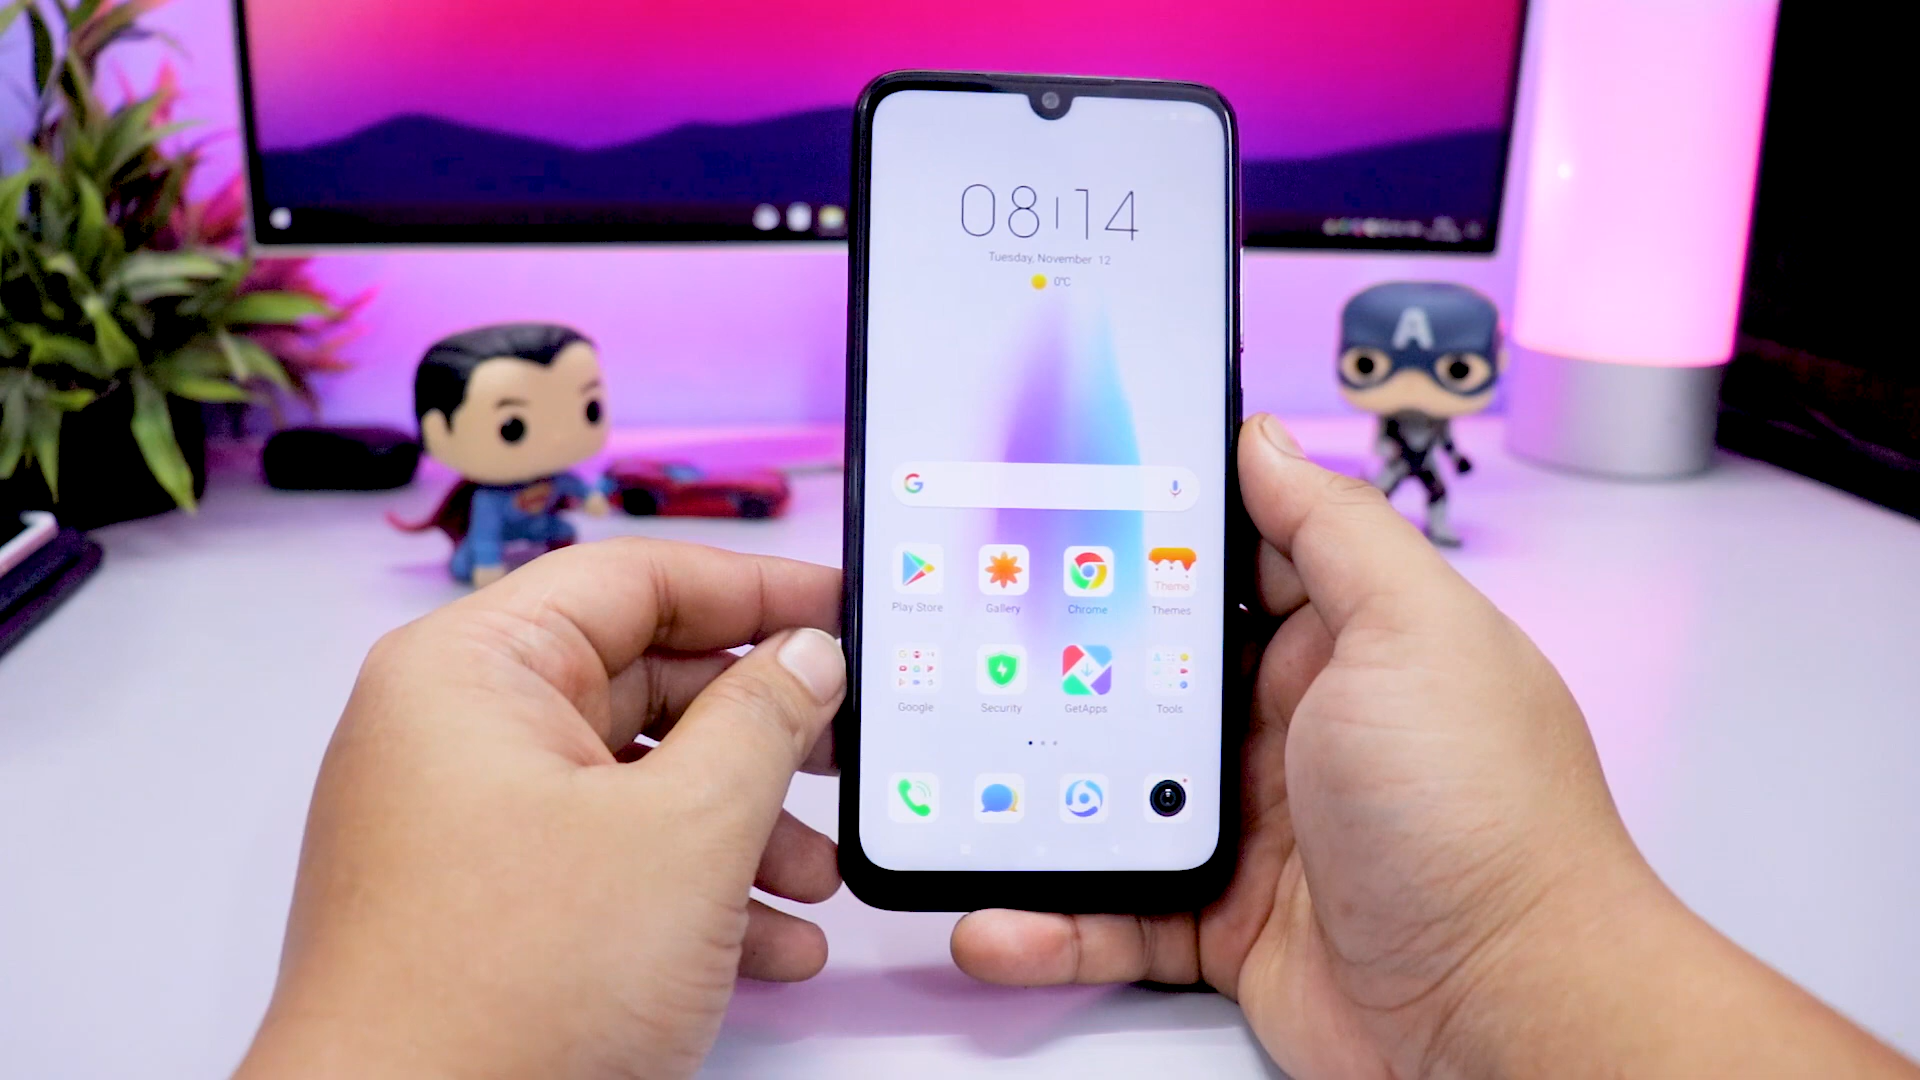 08 14
Tuesday, November 12
0°C
Play Store Gallery Chrome Themes
Theme
Google Security GetApps Tools
A